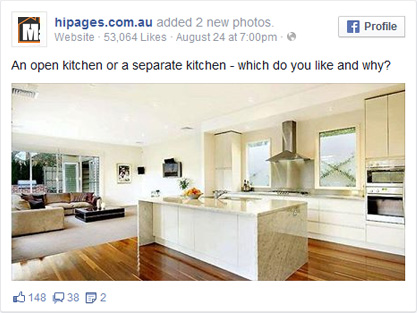 hipages.com.au added 2 new photos.
Website · 53,064 Likes · August 24 at 7:00pm ·
Profile
An open kitchen or a separate kitchen - which do you like and why?
148 38 2